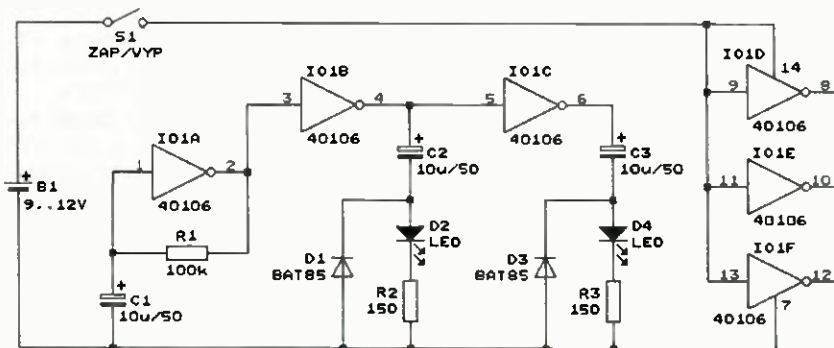 S1
ZAP/VYP
IO1A
1
2
40106
IO1B
3
4
40106
IO1C
5
6
40106
IO1D
14
9
8
40106
IO1E
11
10
40106
IO1F
13
12
7
40106
+
B1
9..12V
R1
100k
+
C1
10u/50
+
C2
10u/50
+
C3
10u/50
D1
BAT85
D2
LED
R2
150
D3
BAT85
D4
LED
R3
150